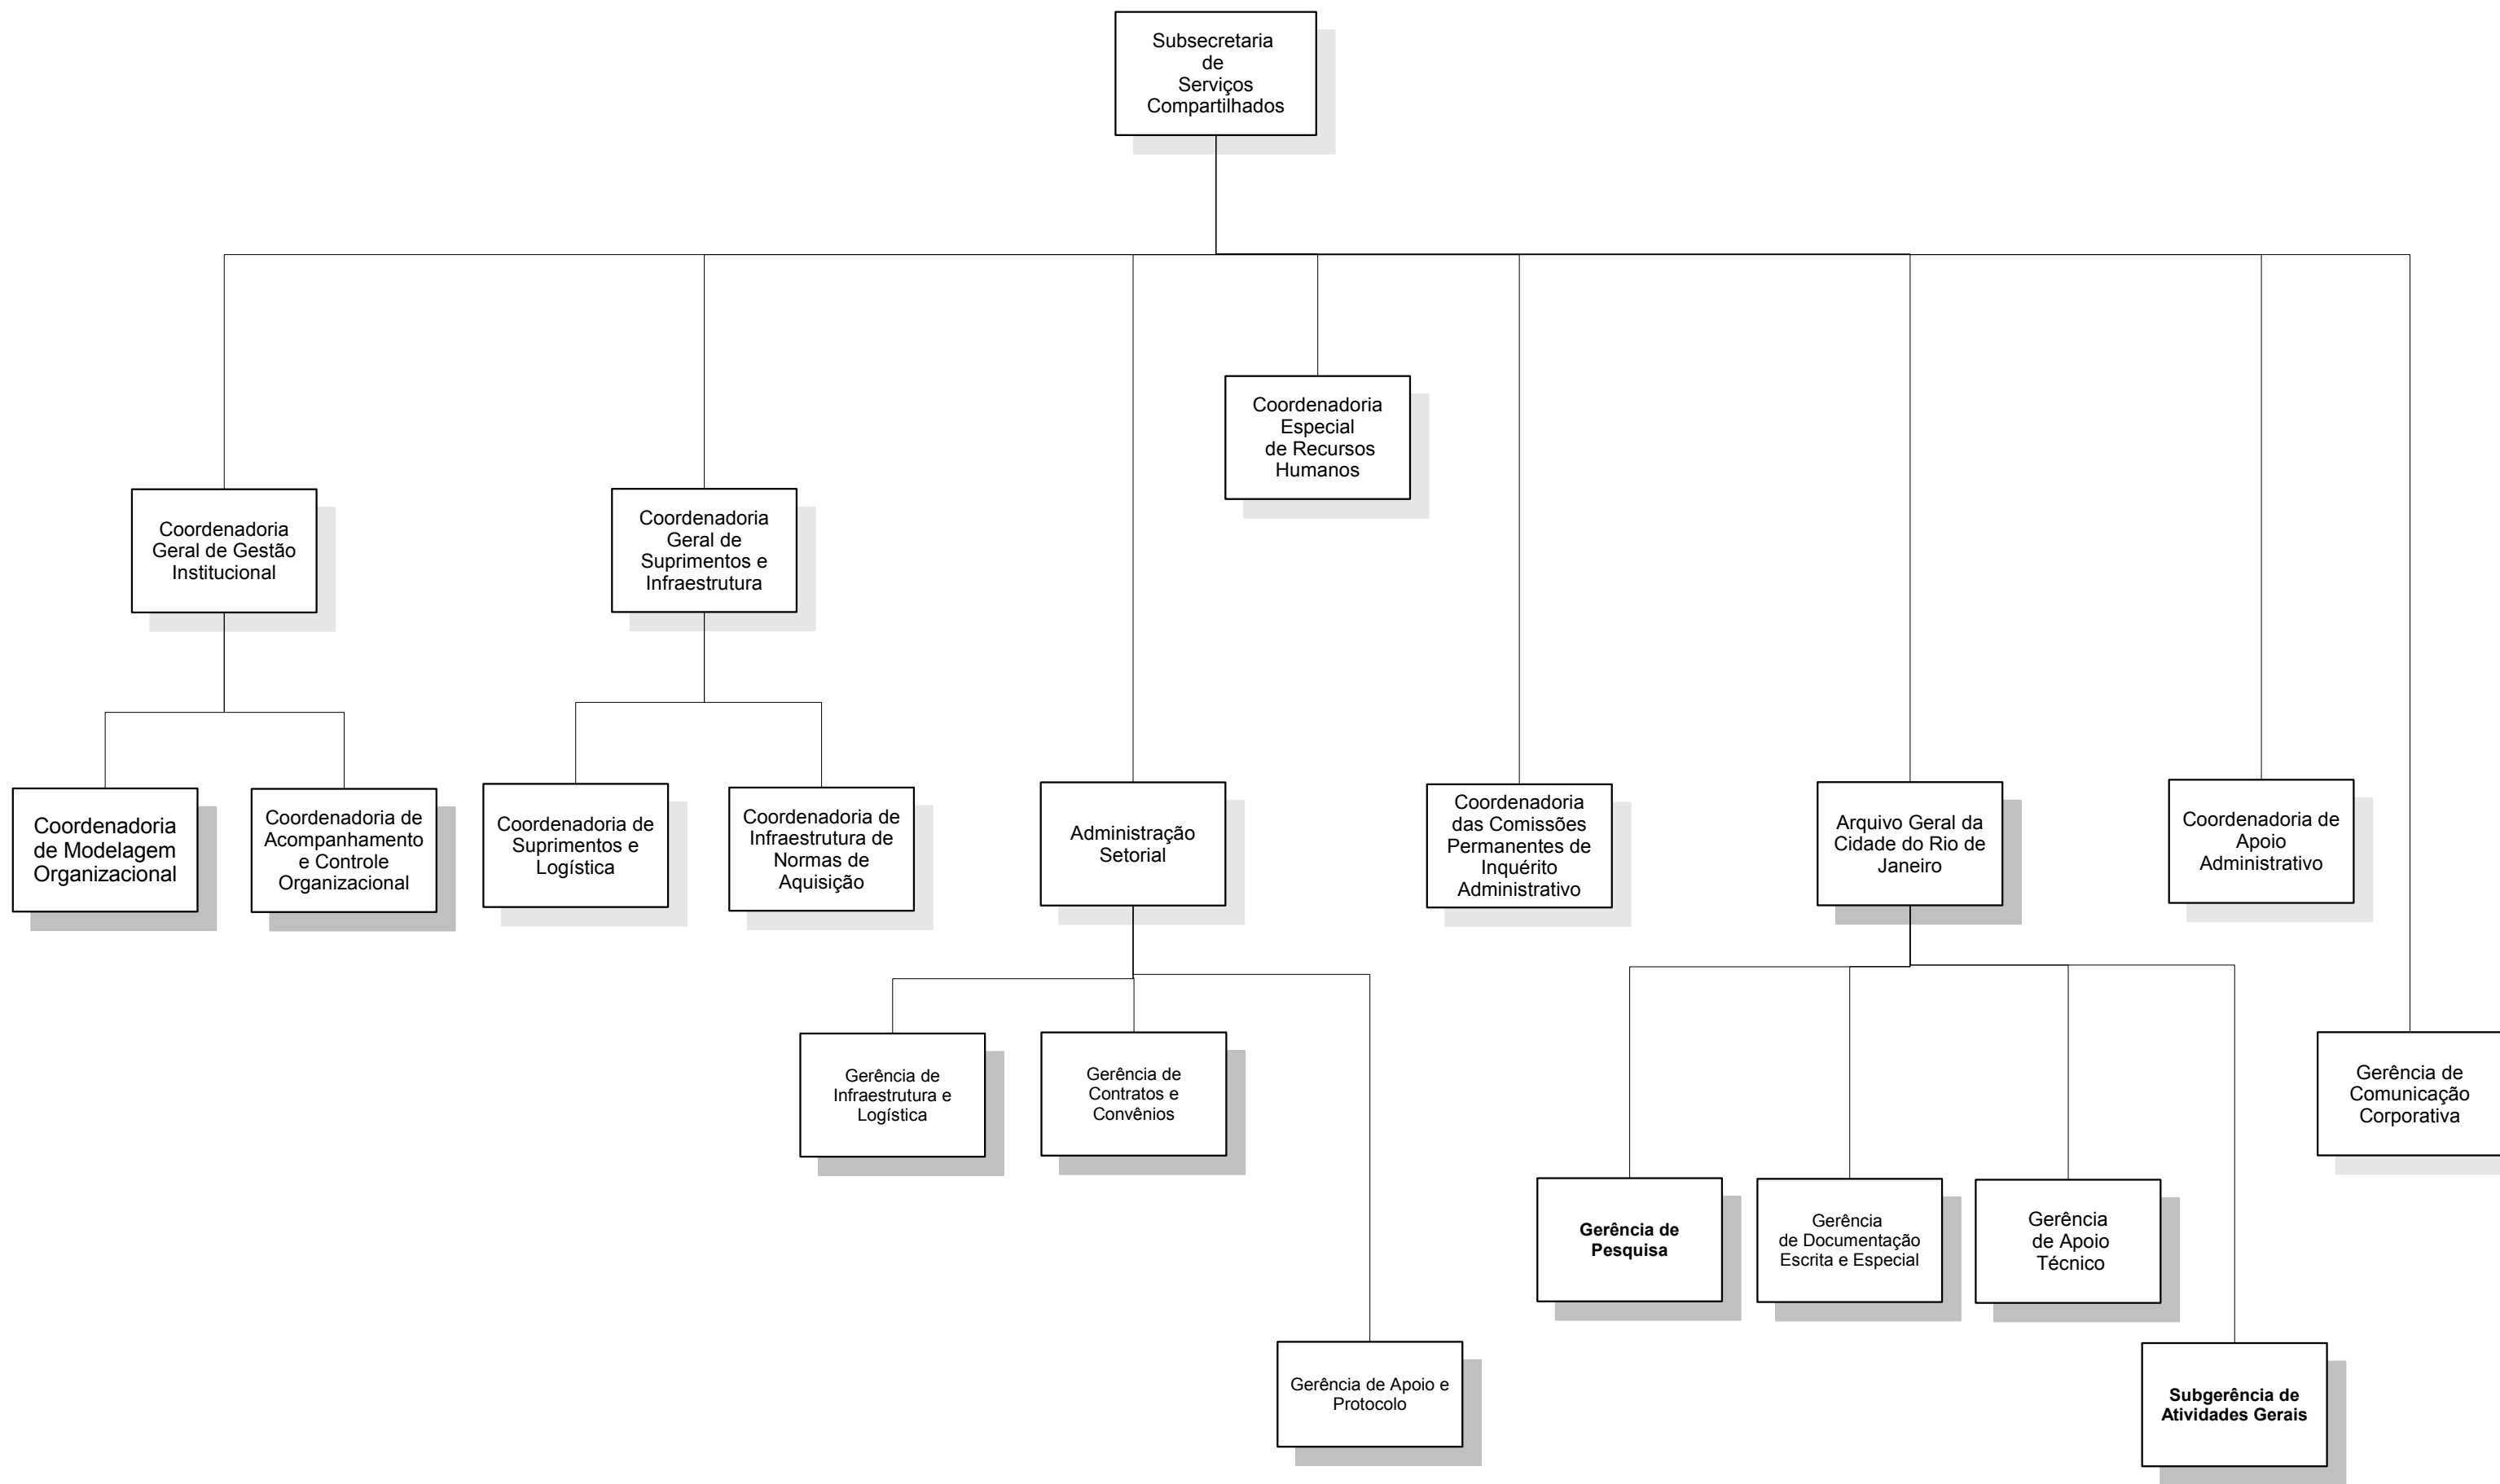 Subsecretaria
de
Serviços
Compartilhados
Coordenadoria
Especial
de Recursos
Humanos
Coordenadoria
Geral de Gestão
Institucional
Coordenadoria
Geral de
Suprimentos e
Infraestrutura
Coordenadoria
de Modelagem
Organizacional
Coordenadoria de
Acompanhamento
e Controle
Organizacional
Coordenadoria de
Suprimentos e
Logística
Coordenadoria de
Infraestrutura de
Normas de
Aquisição
Administração
Setorial
Coordenadoria
das Comissões
Permanentes de
Inquérito
Administrativo
Arquivo Geral da
Cidade do Rio de
Janeiro
Coordenadoria de
Apoio
Administrativo
Gerência de
Infraestrutura e
Logística
Gerência de
Contratos e
Convênios
Gerência de
Comunicação
Corporativa
Gerência de
Pesquisa
Gerência
de Documentação
Escrita e Especial
Gerência
de Apoio
Técnico
Gerência de Apoio e
Protocolo
Subgerência de
Atividades Gerais